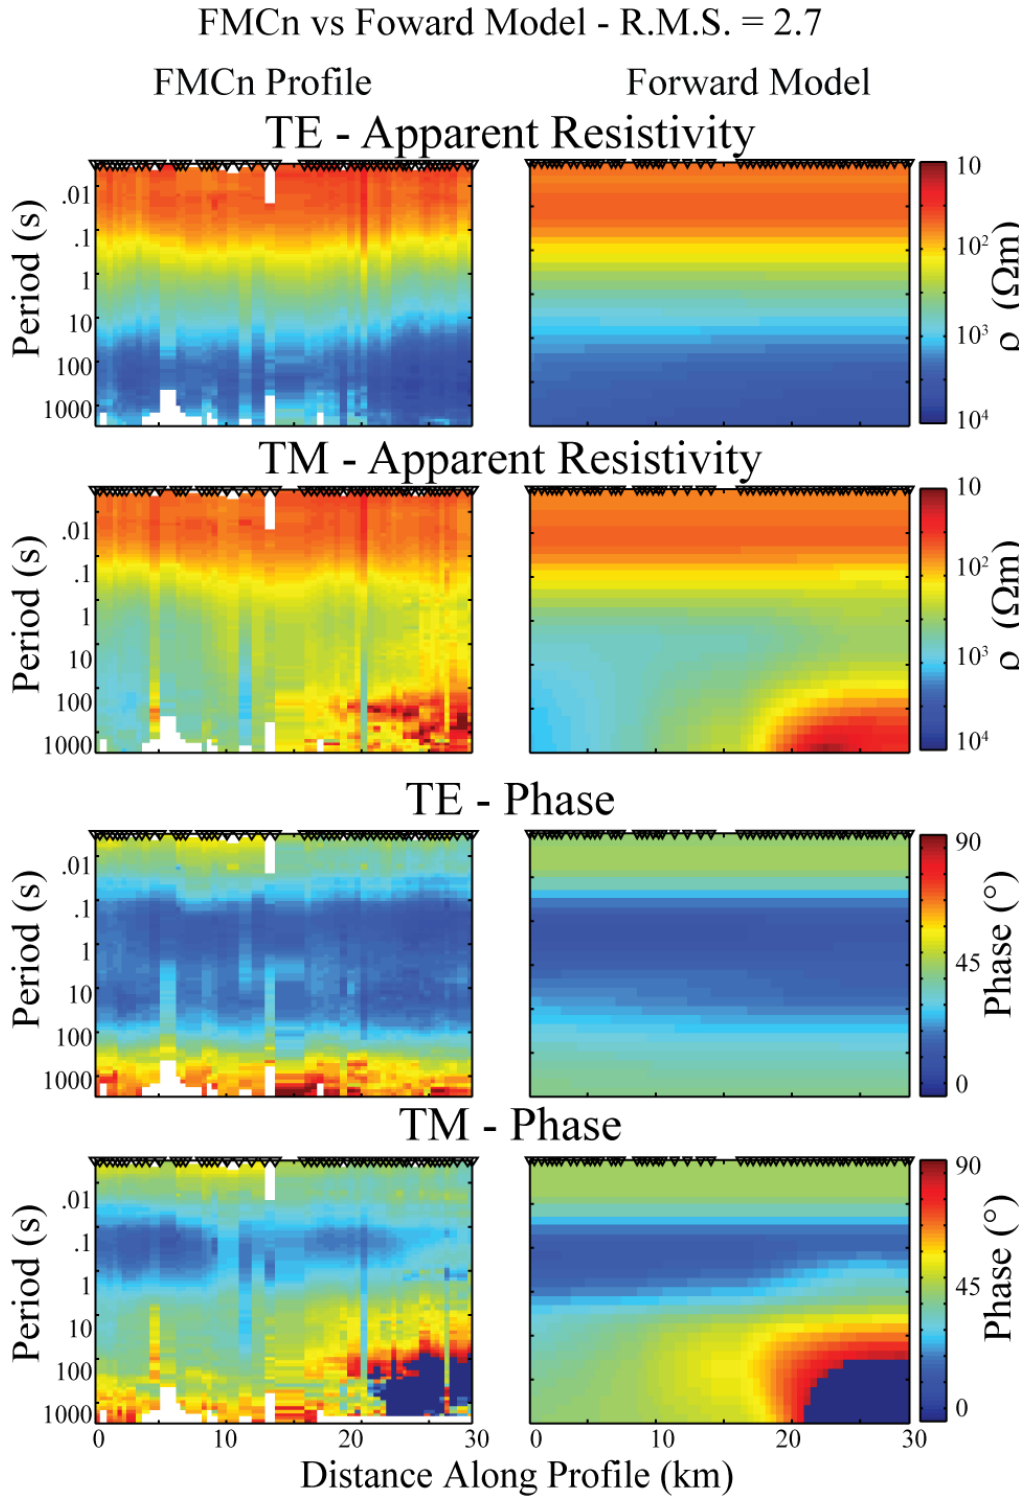 FMCn vs Foward Model - R.M.S. = 2.7
FMCn Profile Forward Model
TE - Apparent Resistivity
Period (s)
.01
.1
1
10
100
1000
10
10²
10³
10⁴
ρ (Ωm)
TM - Apparent Resistivity
Period (s)
.01
.1
1
10
100
1000
10
10²
10³
10⁴
ρ (Ωm)
TE - Phase
Period (s)
.01
.1
1
10
100
1000
90
45
0
Phase (°)
TM - Phase
Period (s)
.01
.1
1
10
100
1000
90
45
0
Phase (°)
0 10 20 30 0 10 20 30
Distance Along Profile (km)